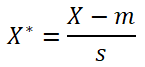 X* = (X − m) / s